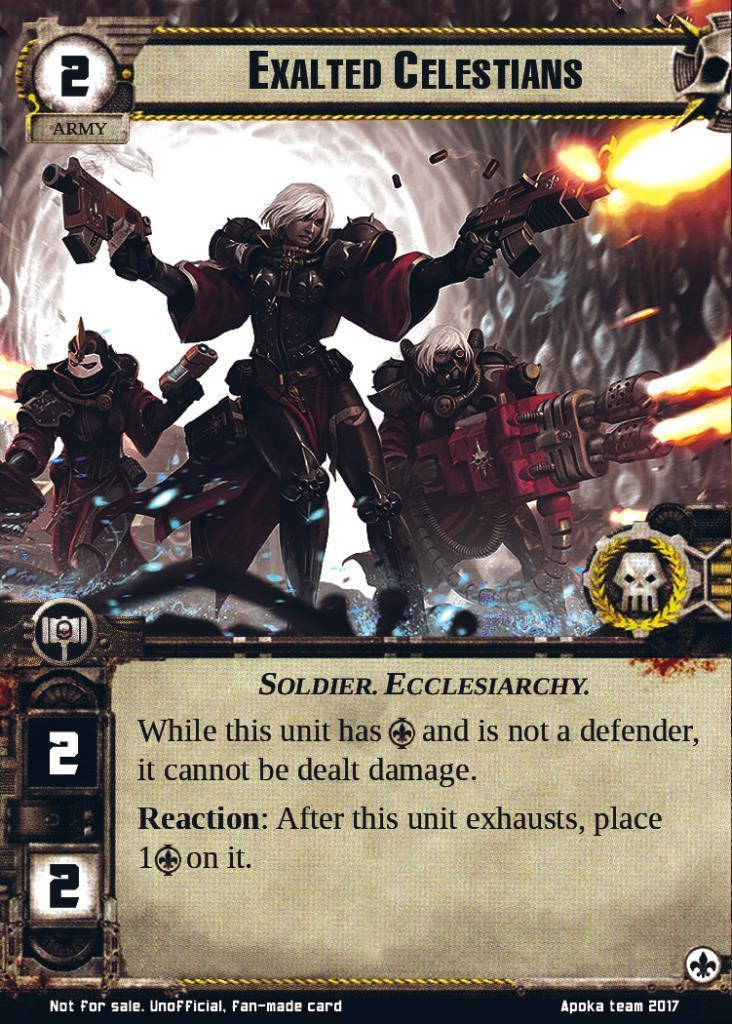 2
EXALTED CELESTIANS
ARMY
SOLDIER. ECCLESIARCHY.
While this unit has and is not a defender,
it cannot be dealt damage.
Reaction: After this unit exhausts, place
1 on it.
2
2
Not for sale. Unofficial, fan-made card
Apoka team 2017